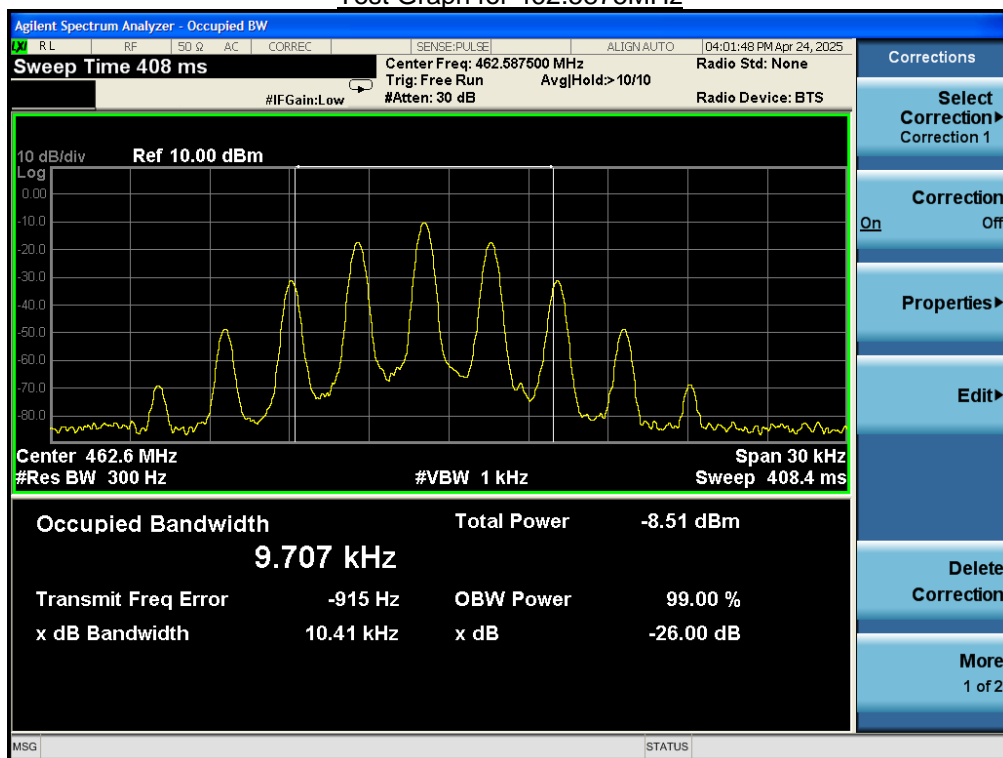 Test Graph for 462.5875MHz
Agilent Spectrum Analyzer - Occupied BW
LXI RL RF 50 Ω AC CORREC SENSE:PULSE ALIGN AUTO 04:01:48 PM Apr 24, 2025
Sweep Time 408 ms
Center Freq: 462.587500 MHz
Radio Std: None
Trig: Free Run Avg|Hold:> 10/10
#IFGain:Low #Atten: 30 dB Radio Device: BTS
10 dB/div Ref 10.00 dBm
Log
0.00
-10.0
-20.0
-30.0
-40.0
-50.0
-60.0
-70.0
-80.0
Center 462.6 MHz Span 30 kHz
#Res BW 300 Hz #VBW 1 kHz Sweep 408.4 ms
Occupied Bandwidth Total Power -8.51 dBm
9.707 kHz
Transmit Freq Error -915 Hz OBW Power 99.00 %
x dB Bandwidth 10.41 kHz x dB -26.00 dB
MSG STATUS
Corrections
Select
Correction
Correction 1
Correction
On Off
Properties
Edit
Delete
Correction
More
1 of 2